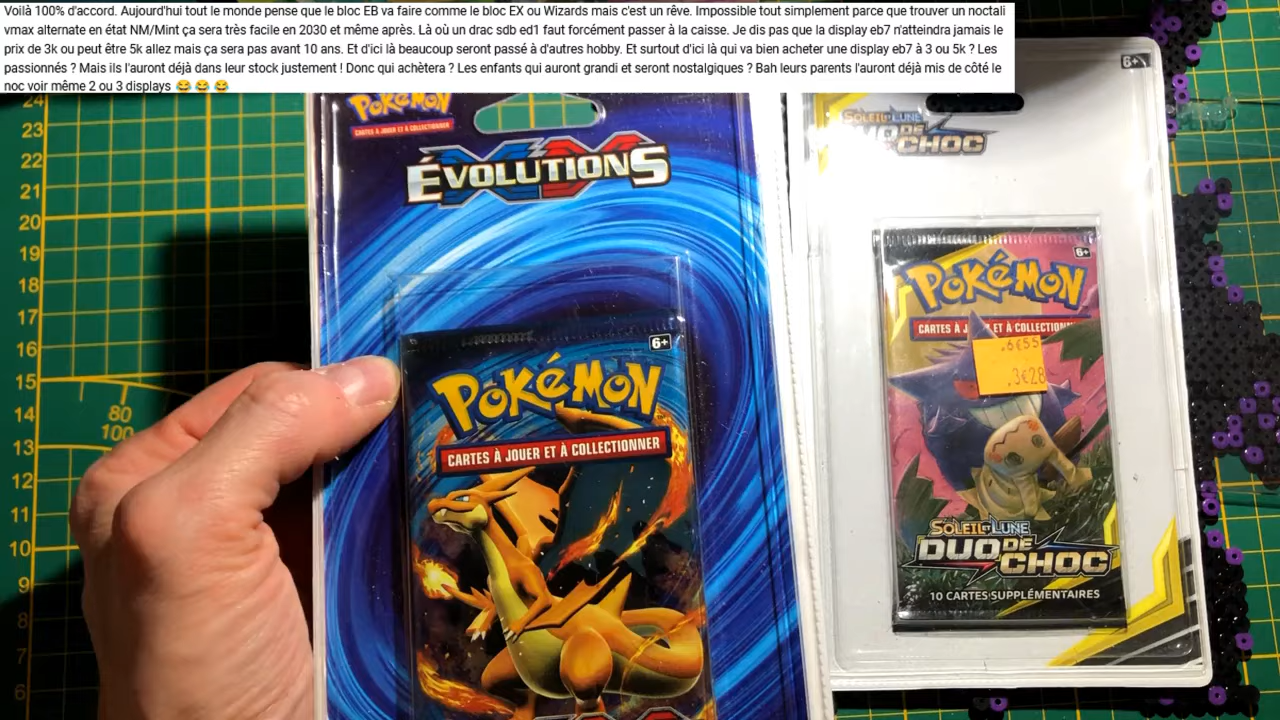 Voilà 100% d'accord. Aujourd'hui tout le monde pense que le bloc EB va faire comme le bloc EX ou Wizards mais c'est un rêve. Impossible tout simplement parce que trouver un noctali
vmax alternate en état NM/Mint ça sera très facile en 2030 et même après. Là où un drac sdb ed1 faut forcément passer à la caisse. Je dis pas que la display eb7 n'atteindra jamais le
prix de 3k ou peut être 5k allez mais ça sera pas avant 10 ans. Et d'ici là beaucoup seront passé à d'autres hobby. Et surtout d'ici là qui va bien acheter une display eb7 à 3 ou 5k ? Les
passionnés ? Mais ils l'auront déjà dans leur stock justement ! Donc qui achètera ? Les enfants qui auront grandi et seront nostalgiques ? Bah leurs parents l'auront déjà mis de côté le
noc voir même 2 ou 3 displays 😂 😂 😂
24
23
22
21
20
19
18
17
16
15
14
13
12
11
10
9
8
7
6
80
100
POKÉMON
CARTES À JOUER ET À COLLECTIONNER
XY
ÉVOLUTIONS
6+
POKÉMON
CARTES À JOUER ET À COLLECTIONNER
6+
SOLEIL ET LUNE
DUO DE
CHOC
6+
POKÉMON
CARTES À JOUER ET À COLLECTIONN
6€55
3€28
SOLEIL ET LUNE
DUO DE
CHOC
10 CARTES SUPPLÉMENTAIRES